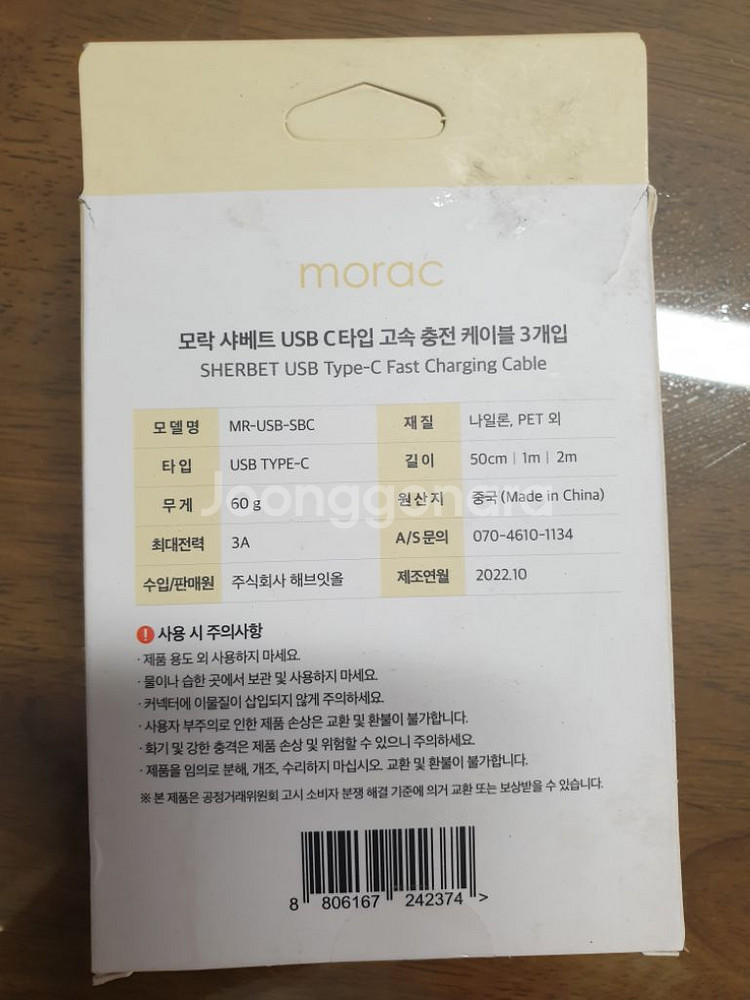 morac
모락 샤베트 USB C타입 고속 충전 케이블 3개입
SHERBET USB Type-C Fast Charging Cable
모델명 MR-USB-SBC 재질 나일론, PET 외
타입 USB TYPE-C 길이 50cm | 1m | 2m
무게 60 g 원산지 중국 (Made in China)
최대전력 3A A/S 문의 070-4610-1134
수입/판매원 주식회사 해브잇올 제조연월 2022.10
Joonggonara
! 사용 시 주의사항
· 제품 용도 외 사용하지 마세요.
· 물이나 습한 곳에서 보관 및 사용하지 마세요.
· 커넥터에 이물질이 삽입되지 않게 주의하세요.
· 사용자 부주의로 인한 제품 손상은 교환 및 환불이 불가합니다.
· 화기 및 강한 충격은 제품 손상 및 위험할 수 있으니 주의하세요.
· 제품을 임의로 분해, 개조, 수리하지 마십시오. 교환 및 환불이 불가합니다.
※ 본 제품은 공정거래위원회 고시 소비자 분쟁 해결 기준에 의거 교환 또는 보상받을 수 있습니다.
8 806167 242374 >